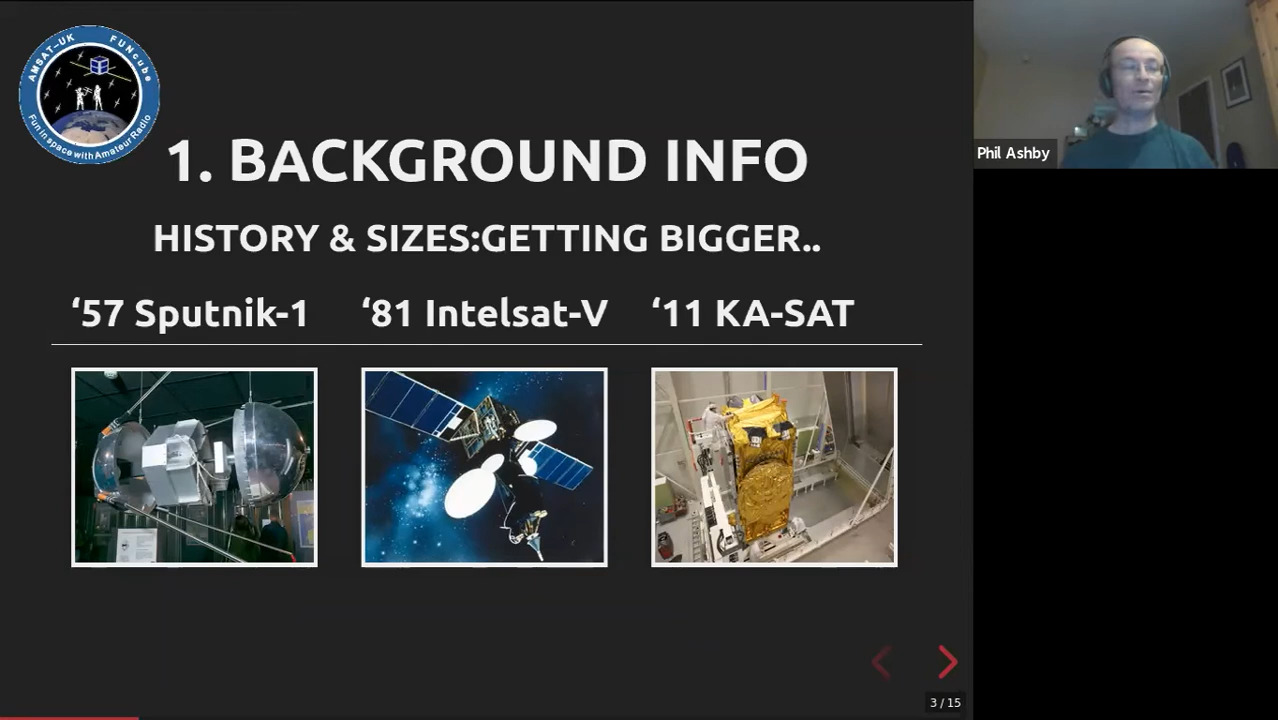 AMSAT-UK FUNcube
Fun in space with Amateur Radio
1. BACKGROUND INFO
HISTORY & SIZES:GETTING BIGGER..
‘57 Sputnik-1 ‘81 Intelsat-V ‘11 KA-SAT
Phil Ashby
3 / 15